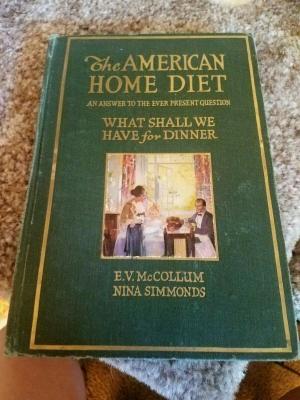 The AMERICAN
HOME DIET
AN ANSWER TO THE EVER PRESENT QUESTION
WHAT SHALL WE
HAVE for DINNER
E.V. McCOLLUM
NINA SIMMONDS